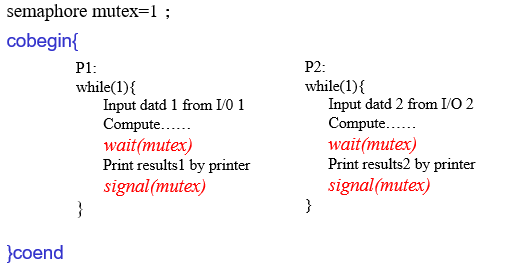 semaphore mutex=1 ;
cobegin{
P1:
while(1){
Input datd 1 from I/0 1
Compute……
wait(mutex)
Print results1 by printer
signal(mutex)
}
P2:
while(1){
Input datd 2 from I/O 2
Compute……
wait(mutex)
Print results2 by printer
signal(mutex)
}
}coend